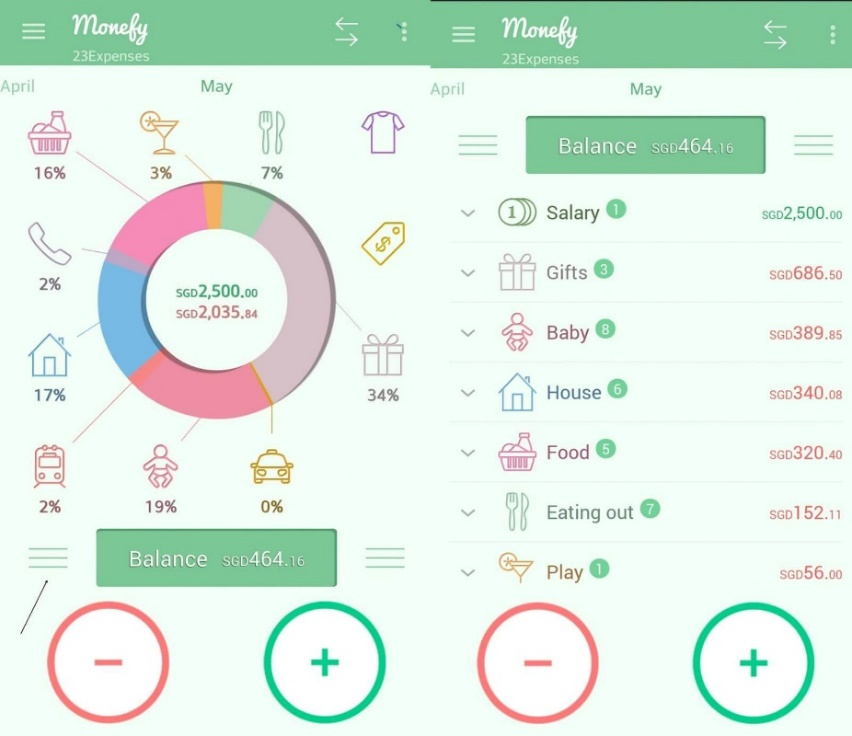 Monefy
23Expenses
April May
16% 3% 7%
2%
SGD2,500.00
SGD2,035.84
17% 34%
2% 19% 0%
Balance SGD464.16
Monefy
23Expenses
April May
Balance SGD464.16
1 Salary 1 SGD2,500.00
Gifts 3 SGD686.50
Baby 8 SGD389.85
House 6 SGD340.08
Food 5 SGD320.40
Eating out 7 SGD152.11
Play 1 SGD56.00